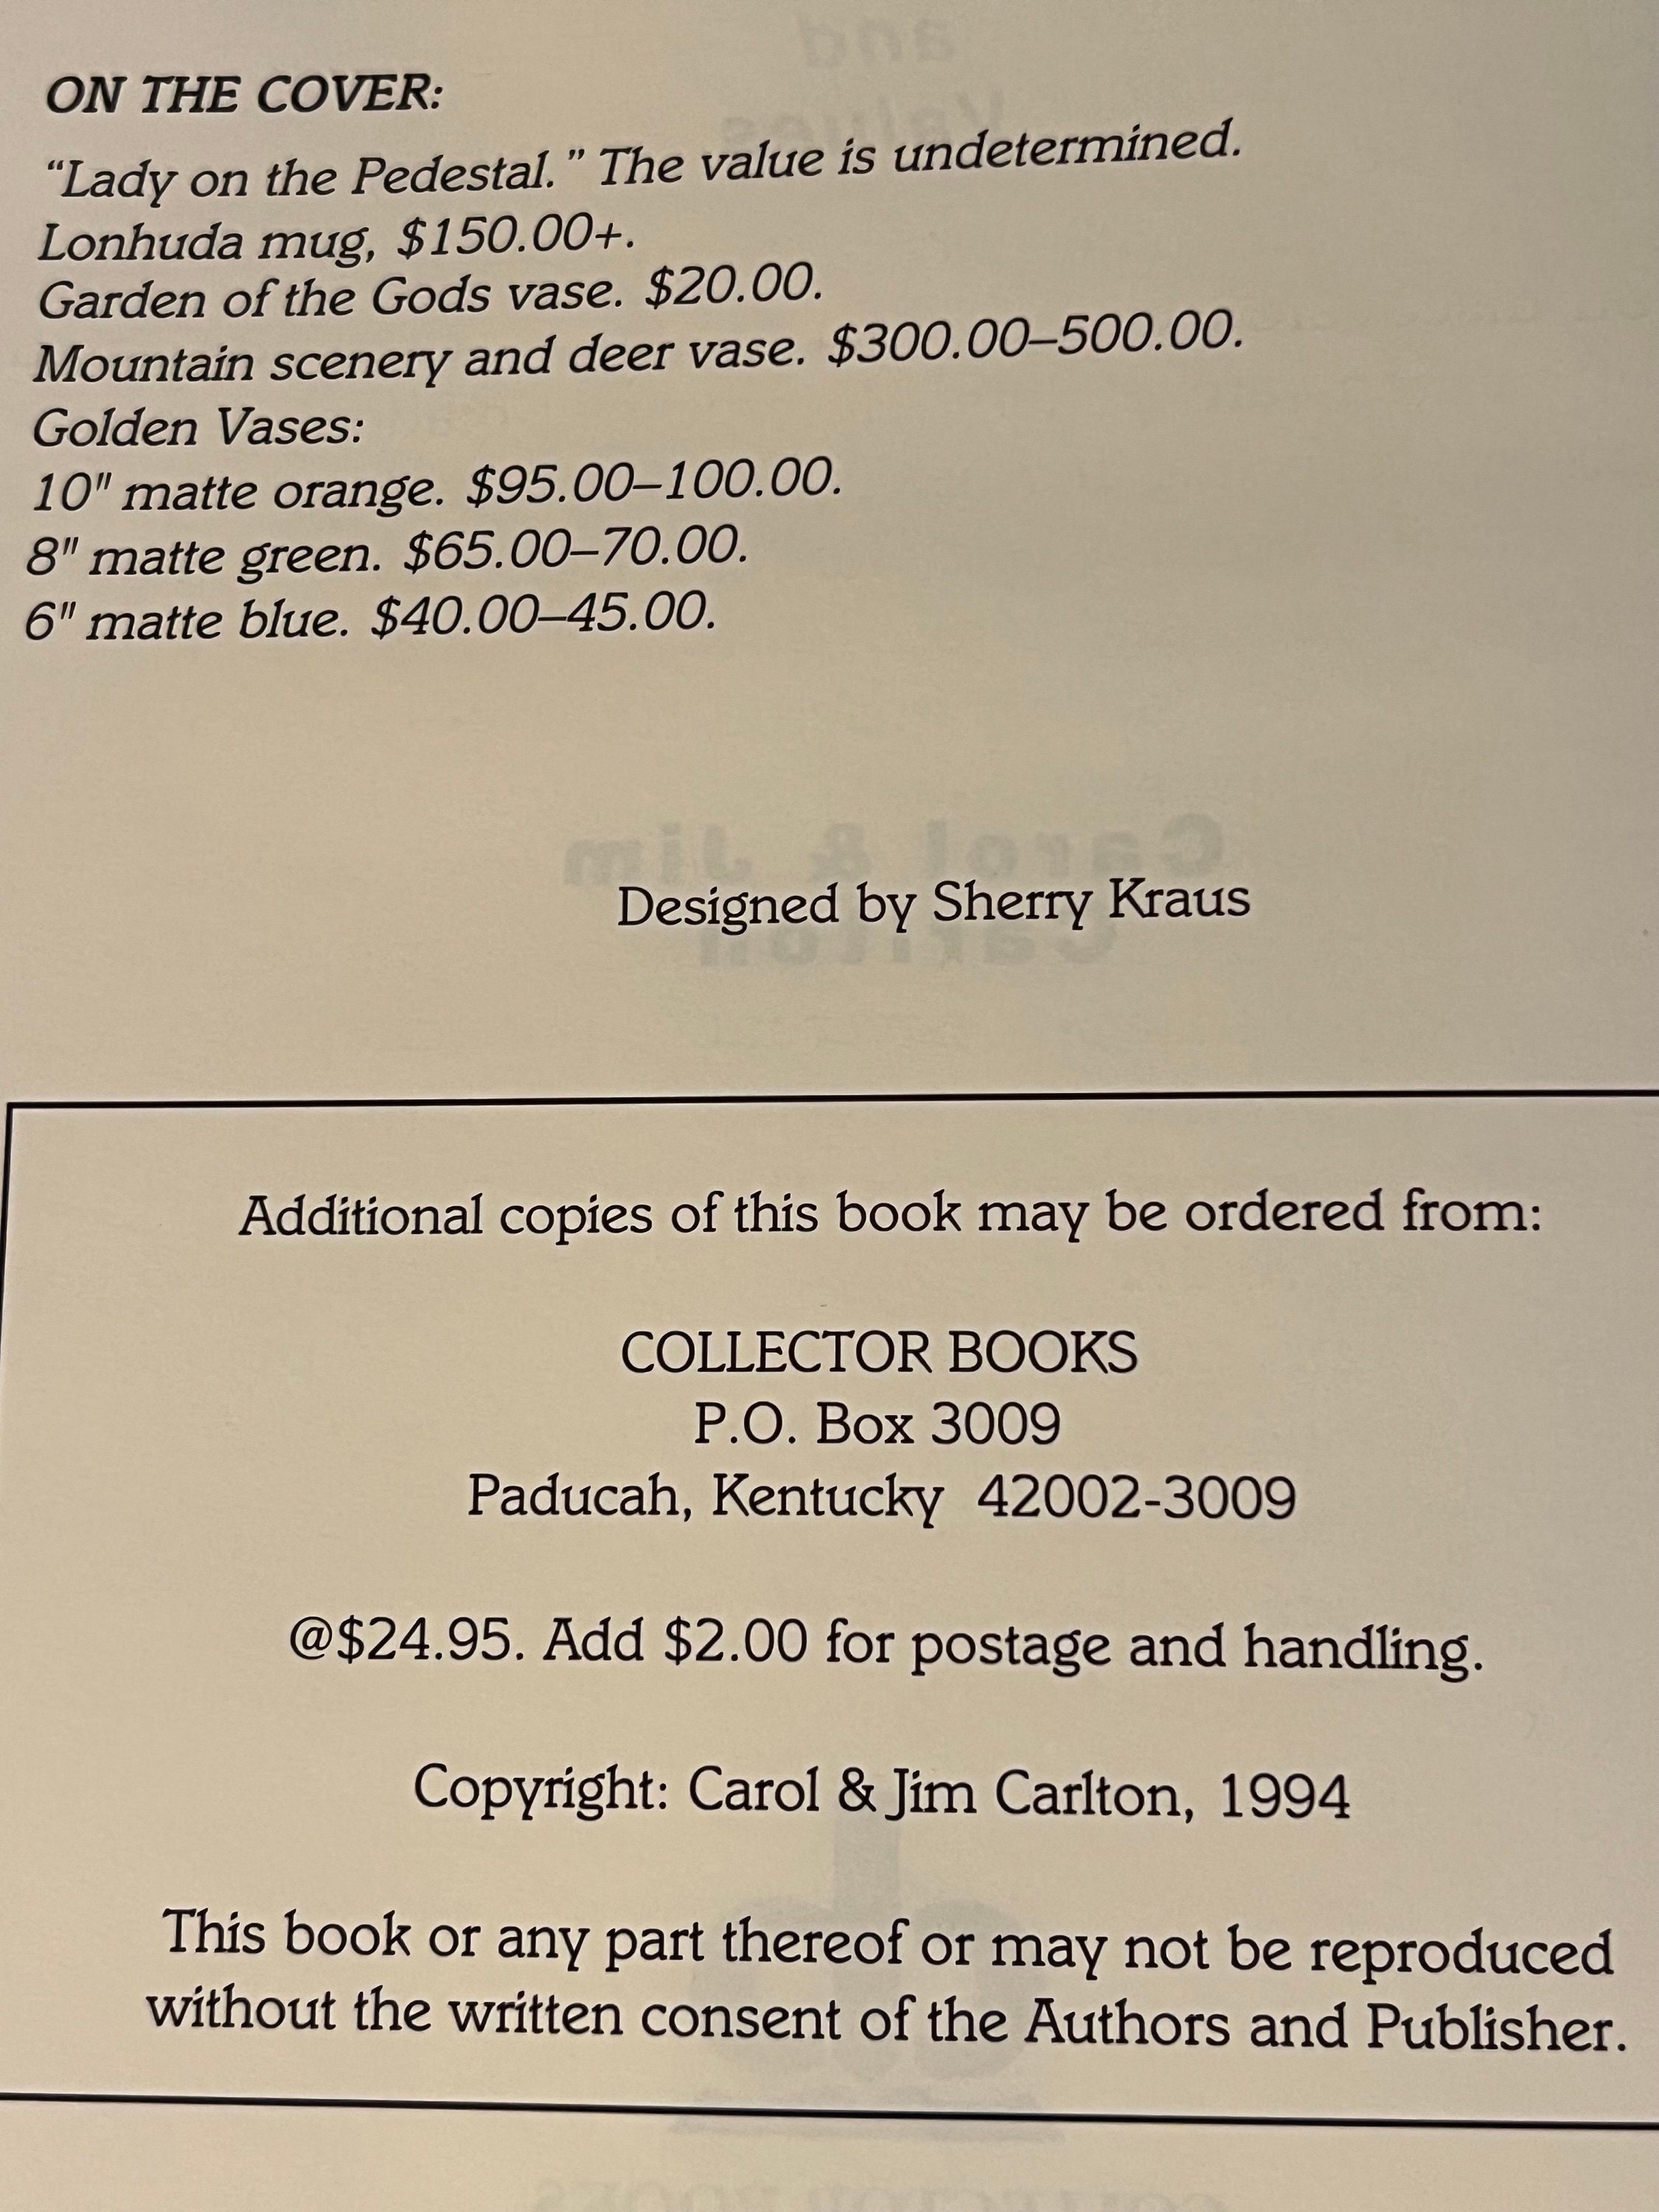 ON THE COVER:
“Lady on the Pedestal.” The value is undetermined.
Lonhuda mug, $150.00+.
Garden of the Gods vase. $20.00.
Mountain scenery and deer vase. $300.00–500.00.
Golden Vases:
10" matte orange. $95.00–100.00.
8" matte green. $65.00–70.00.
6" matte blue. $40.00–45.00.
Designed by Sherry Kraus
Additional copies of this book may be ordered from:
COLLECTOR BOOKS
P.O. Box 3009
Paducah, Kentucky 42002-3009
@$24.95. Add $2.00 for postage and handling.
Copyright: Carol & Jim Carlton, 1994
This book or any part thereof or may not be reproduced
without the written consent of the Authors and Publisher.